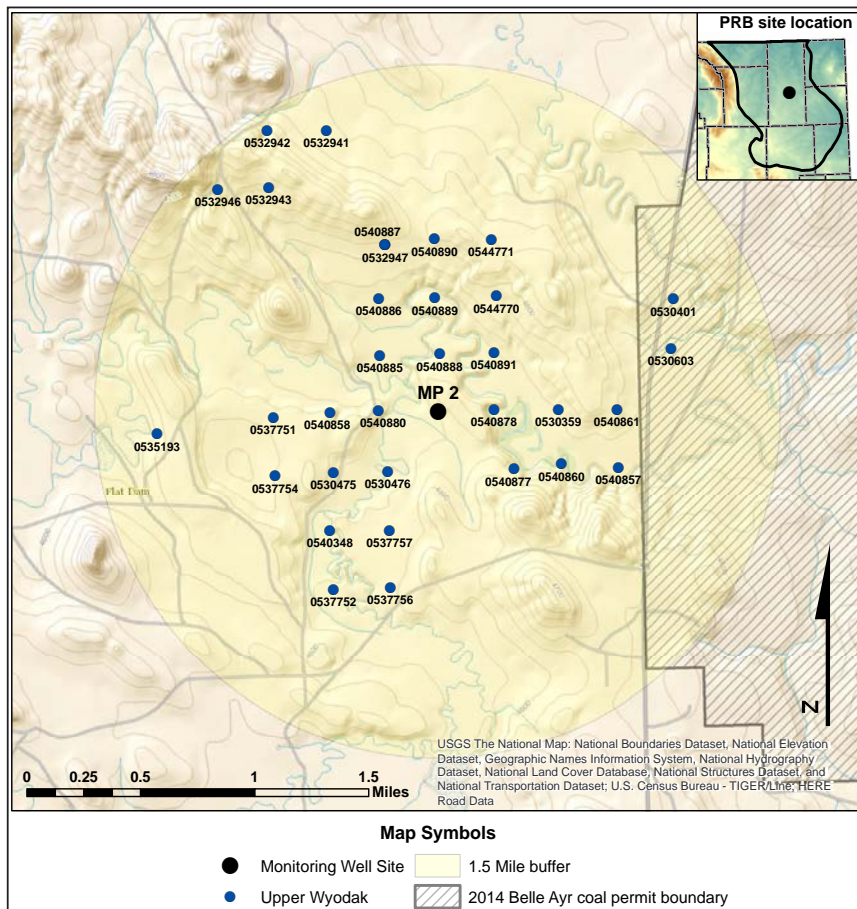 PRB site location
0532942
0532941
0532946
0532943
0540887
0532947
0540890
0544771
0540886
0540889
0544770
0530401
0540885
0540888
0540891
0530603
MP 2
0535193
0537751
0540858
0540880
0540878
0530359
0540861
0537754
0530475
0530476
0540877
0540860
0540857
Flat Dam
0540348
0537757
0537752
0537756
N
USGS The National Map: National Boundaries Dataset, National Elevation
Dataset, Geographic Names Information System, National Hydrography
Dataset, National Land Cover Database, National Structures Dataset, and
National Transportation Dataset; U.S. Census Bureau - TIGER/Line; HERE
Road Data
0 0.25 0.5 1 1.5
Miles
Map Symbols
Monitoring Well Site
1.5 Mile buffer
Upper Wyodak
2014 Belle Ayr coal permit boundary